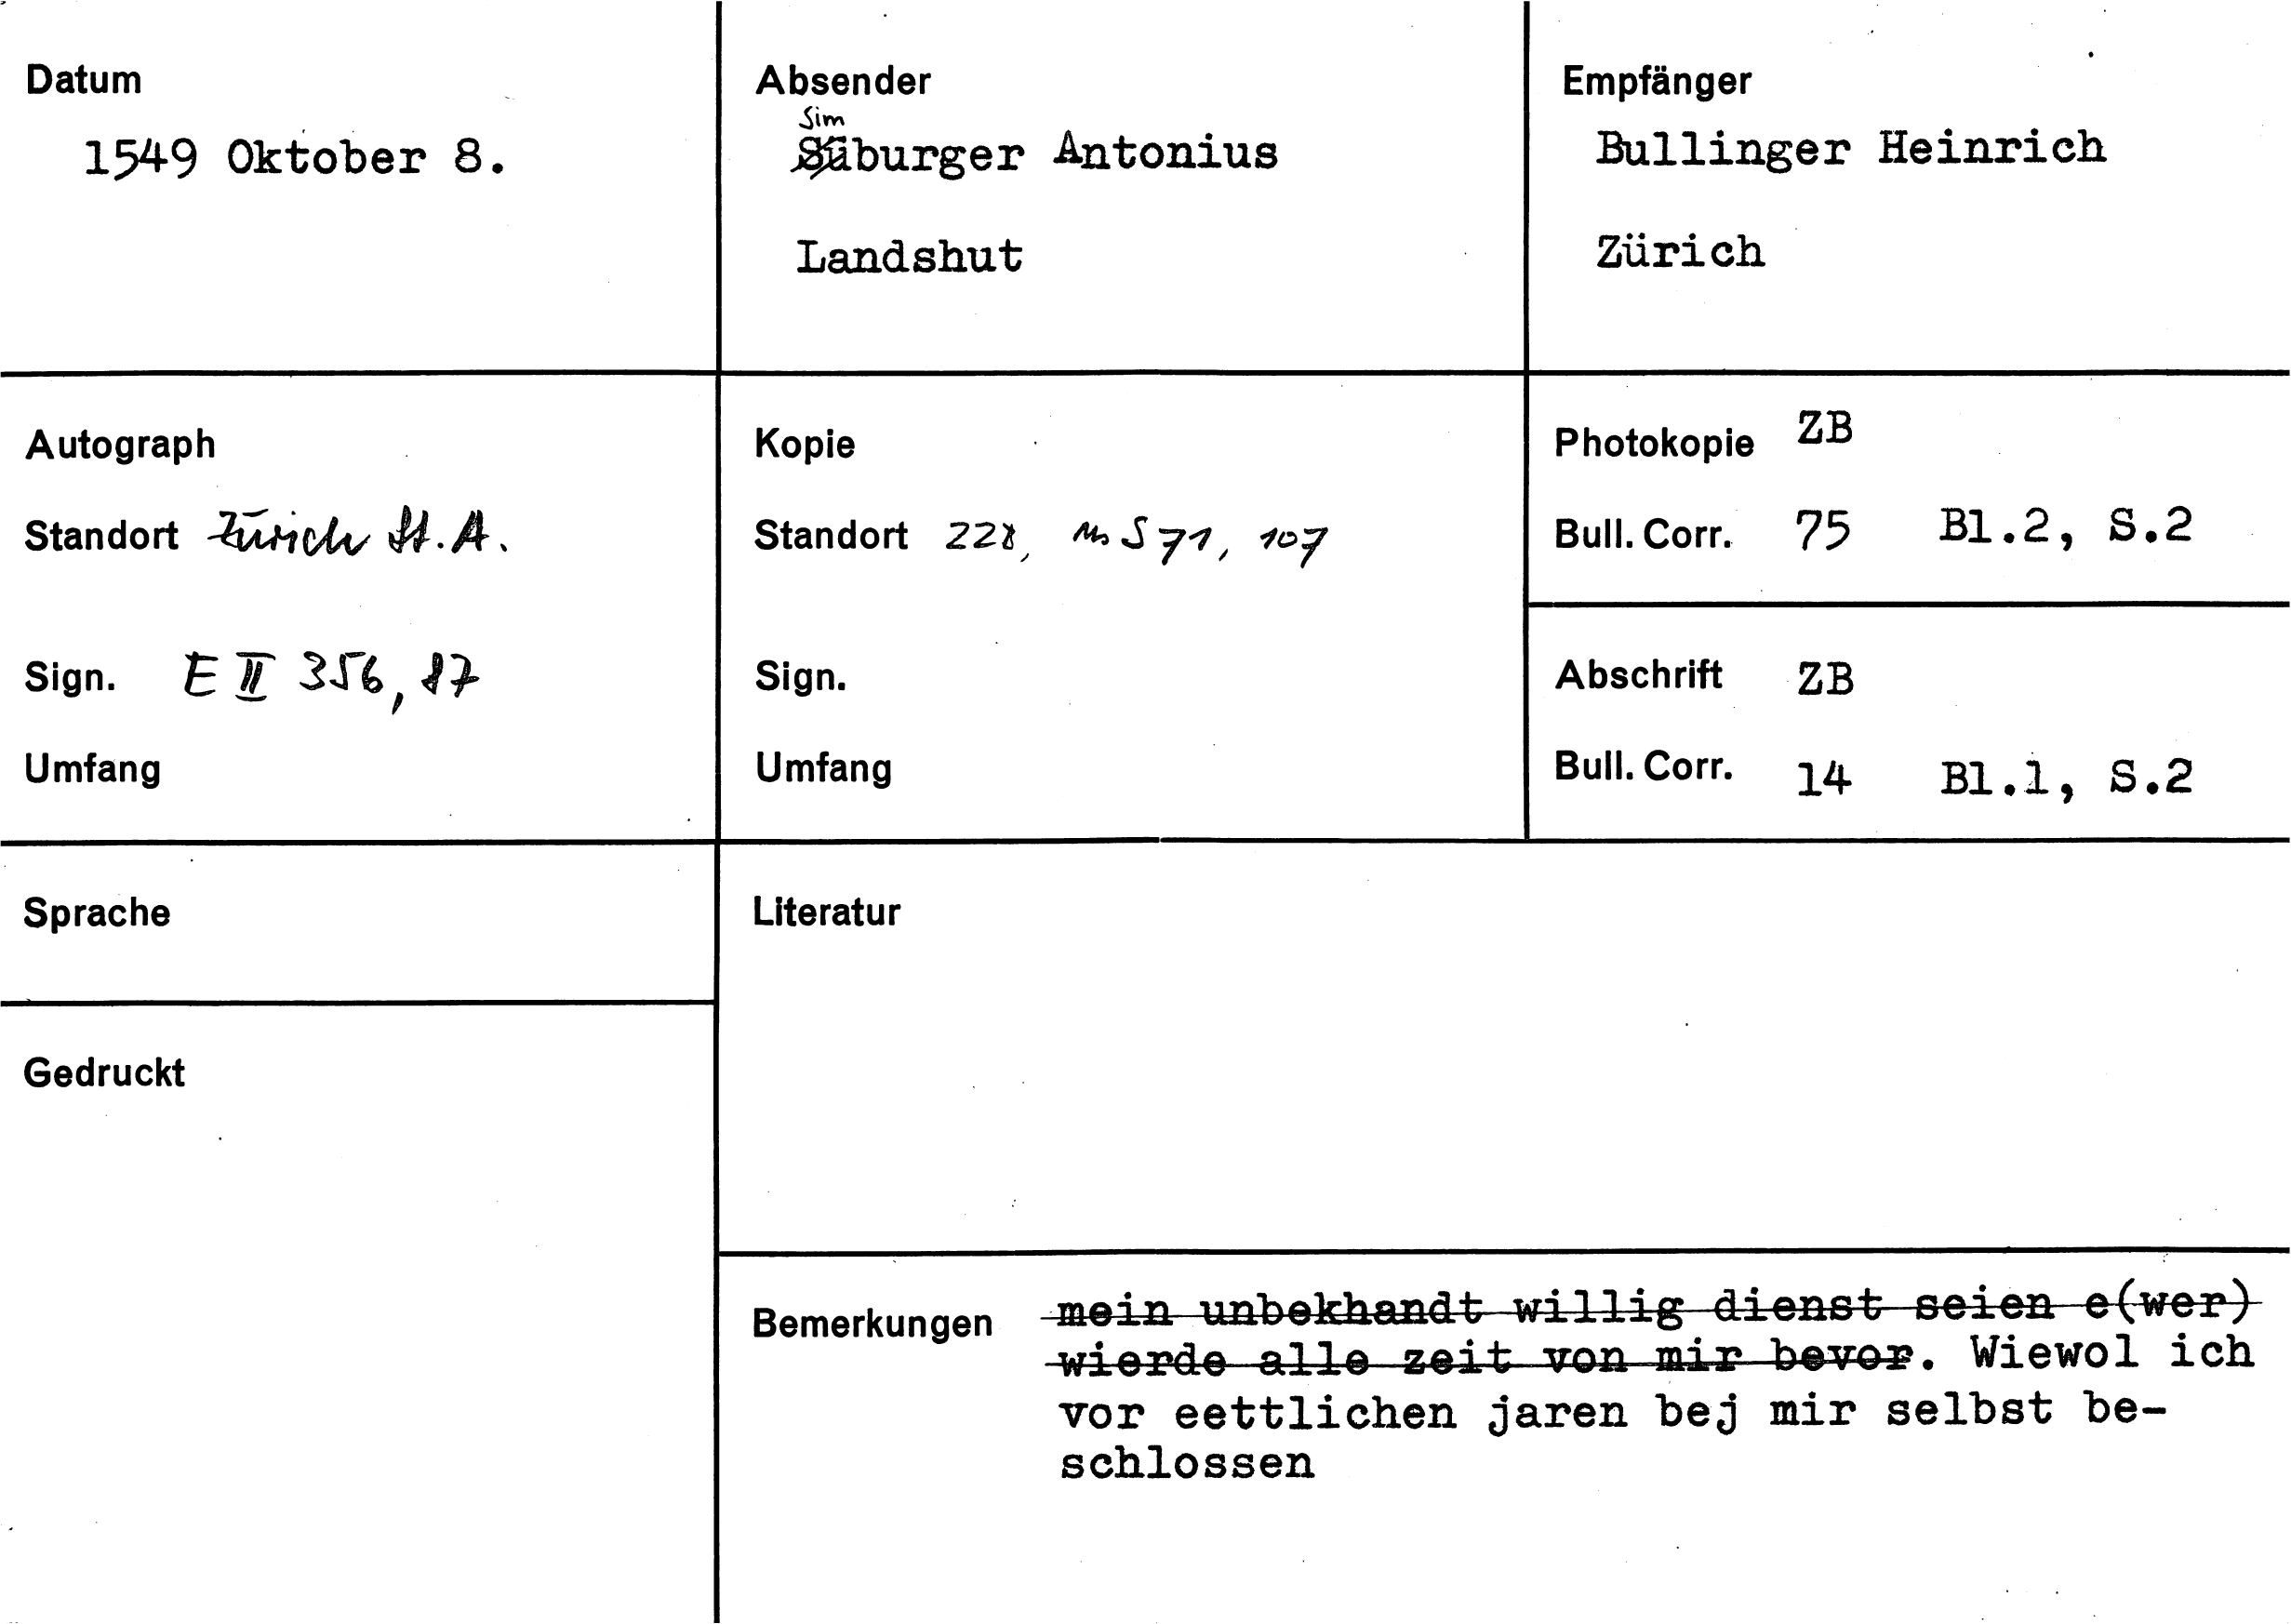 Datum
1549 Oktober 8.
Absender
Sim
Süburger Antonius
Landshut
Empfänger
Bullinger Heinrich
Zürich
Autograph
Standort Zürich St.A.
Sign. E II 356, 87
Umfang
Kopie
Standort 228, Ms S 71, 107
Sign.
Umfang
Photokopie ZB
Bull. Corr. 75 Bl.2, S.2
Abschrift ZB
Bull. Corr. 14 Bl.1, S.2
Sprache
Gedruckt
Literatur
Bemerkungen mein unbekhandt willig dienst seien e(wer)
wierde alle zeit von mir bevor. Wiewol ich
vor eettlichen jaren bej mir selbst be-
schlossen